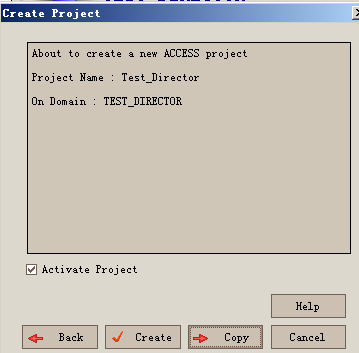 Create Project
About to create a new ACCESS project
Project Name : Test_Director
On Domain : TEST_DIRECTOR
Activate Project
Help
Back
Create
Copy
Cancel